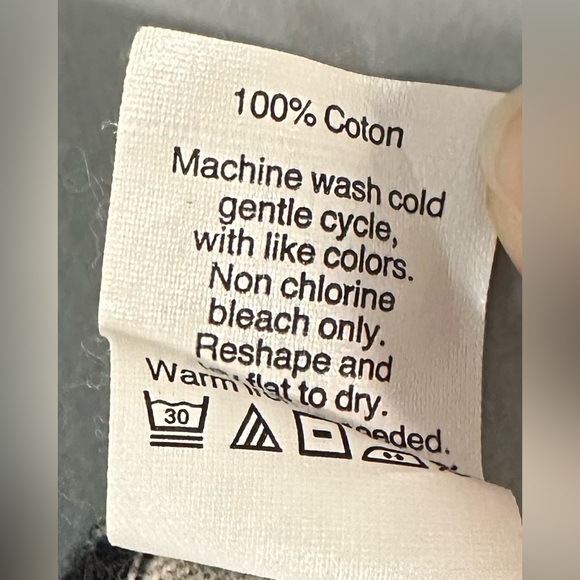 100% Coton
Machine wash cold
gentle cycle,
with like colors.
Non chlorine
bleach only.
Reshape and
flat to dry.
Warm
30